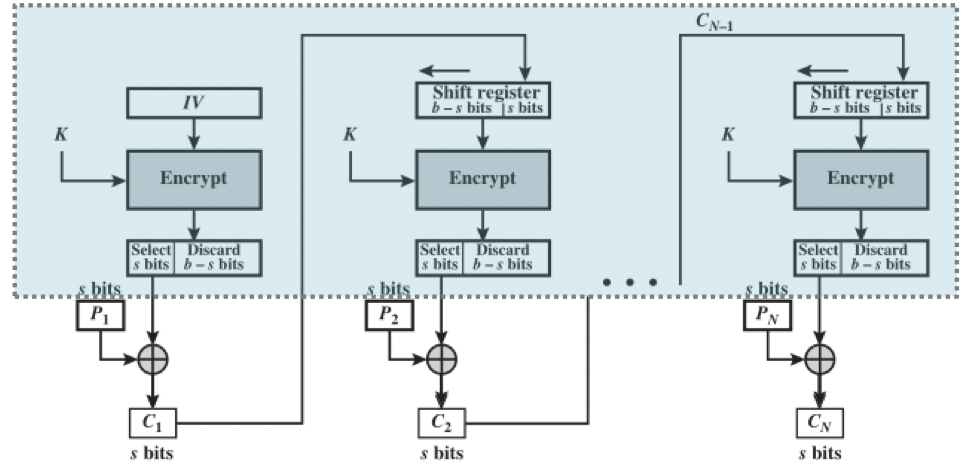 C_{N-1}
IV
Shift register
b – s bits | s bits
Shift register
b – s bits | s bits
K
K
K
Encrypt
Encrypt
Encrypt
Select
s bits
Discard
b – s bits
Select
s bits
Discard
b – s bits
Select
s bits
Discard
b – s bits
• • •
s bits
P_1
s bits
P_2
s bits
P_N
C_1
C_2
C_N
s bits
s bits
s bits